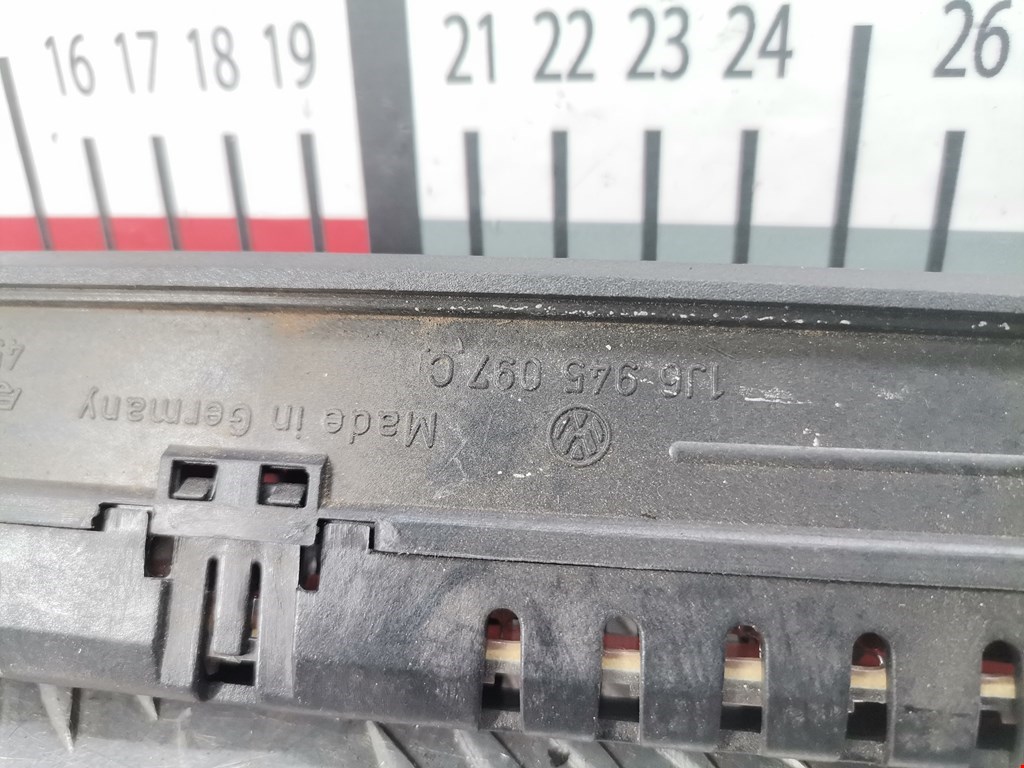 16 17 18 19 21 22 23 24 26
1J6 945 097 C
Made in Germany